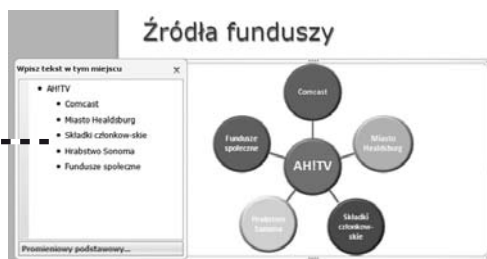 Źródła funduszy
Wpisz tekst w tym miejscu x
• AH!TV
• Comcast
• Miasto Healdsburg
• Składki członkow-skie
• Hrabstwo Sonoma
• Fundusze społeczne
Promieniowy podstawowy...
Comcast
Fundusze
społeczne
Miasto
Healdsburg
AH!TV
Hrabstwo
Sonoma
Składki
członkow-
skie